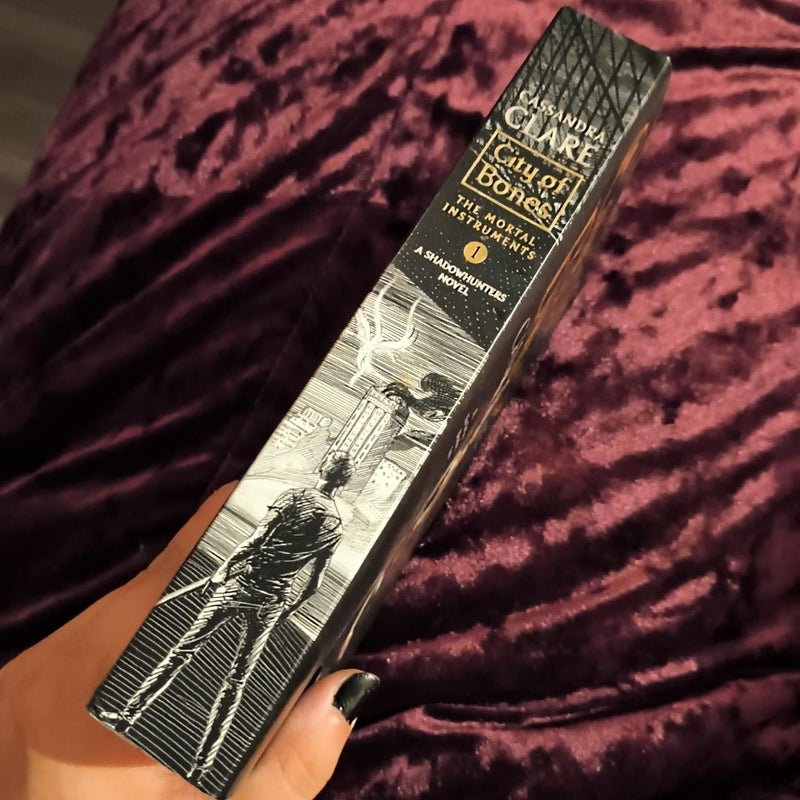 CASSANDRA
CLARE
City of
Bones
THE MORTAL
INSTRUMENTS
1
A SHADOWHUNTERS
NOVEL